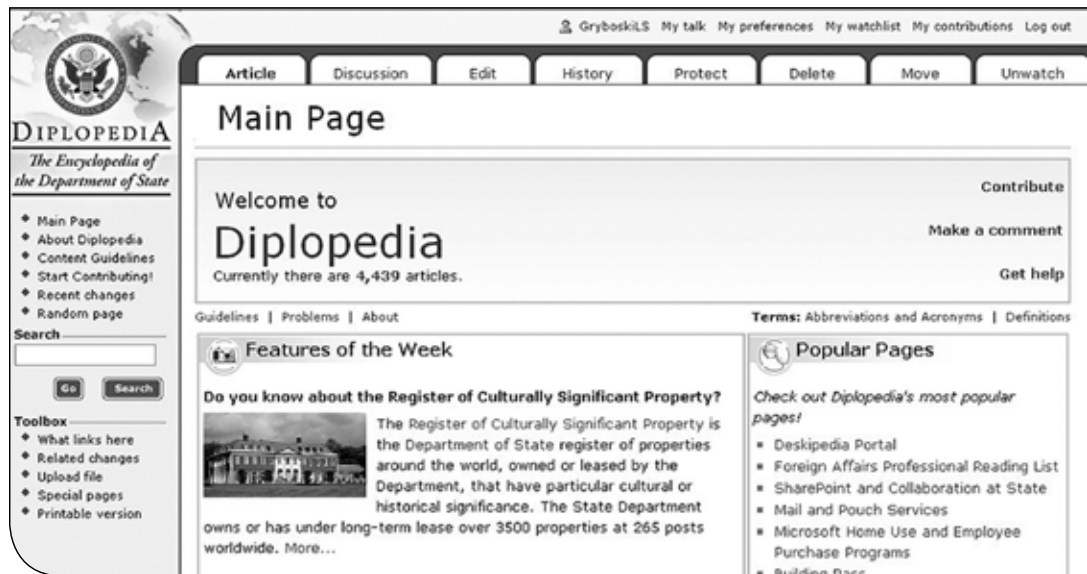 GryboskiLS My talk My preferences My watchlist My contributions Log out
Article Discussion Edit History Protect Delete Move Unwatch
DIPLOPEDIA
The Encyclopedia of
the Department of State
Main Page
About Diplopedia
Content Guidelines
Start Contributing!
Recent changes
Random page
Search
Go Search
Toolbox
What links here
Related changes
Upload file
Special pages
Printable version
Main Page
Welcome to
Diplopedia
Currently there are 4,439 articles.
Contribute
Make a comment
Get help
Guidelines | Problems | About
Terms: Abbreviations and Acronyms | Definitions
Features of the Week
Do you know about the Register of Culturally Significant Property?
The Register of Culturally Significant Property is
the Department of State register of properties
around the world, owned or leased by the
Department, that have particular cultural or
historical significance. The State Department
owns or has under long-term lease over 3500 properties at 265 posts
worldwide. More...
Popular Pages
Check out Diplopedia's most popular
pages!
Deskipedia Portal
Foreign Affairs Professional Reading List
SharePoint and Collaboration at State
Mail and Pouch Services
Microsoft Home Use and Employee
Purchase Programs
Building Pass